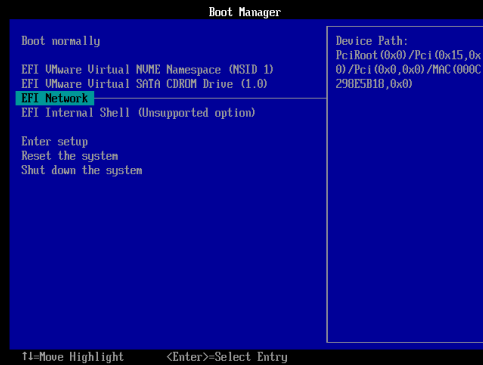 Boot Manager
Boot normally
EFI VMware Virtual NVME Namespace (NSID 1)
EFI VMware Virtual SATA CDROM Drive (1.0)
EFI Network
EFI Internal Shell (Unsupported option)
Enter setup
Reset the system
Shut down the system
Device Path:
PciRoot(0x0)/Pci(0x15,0x
0)/Pci(0x0,0x0)/MAC(000C
298E5B18,0x0)
↑↓=Move Highlight
<Enter>=Select Entry